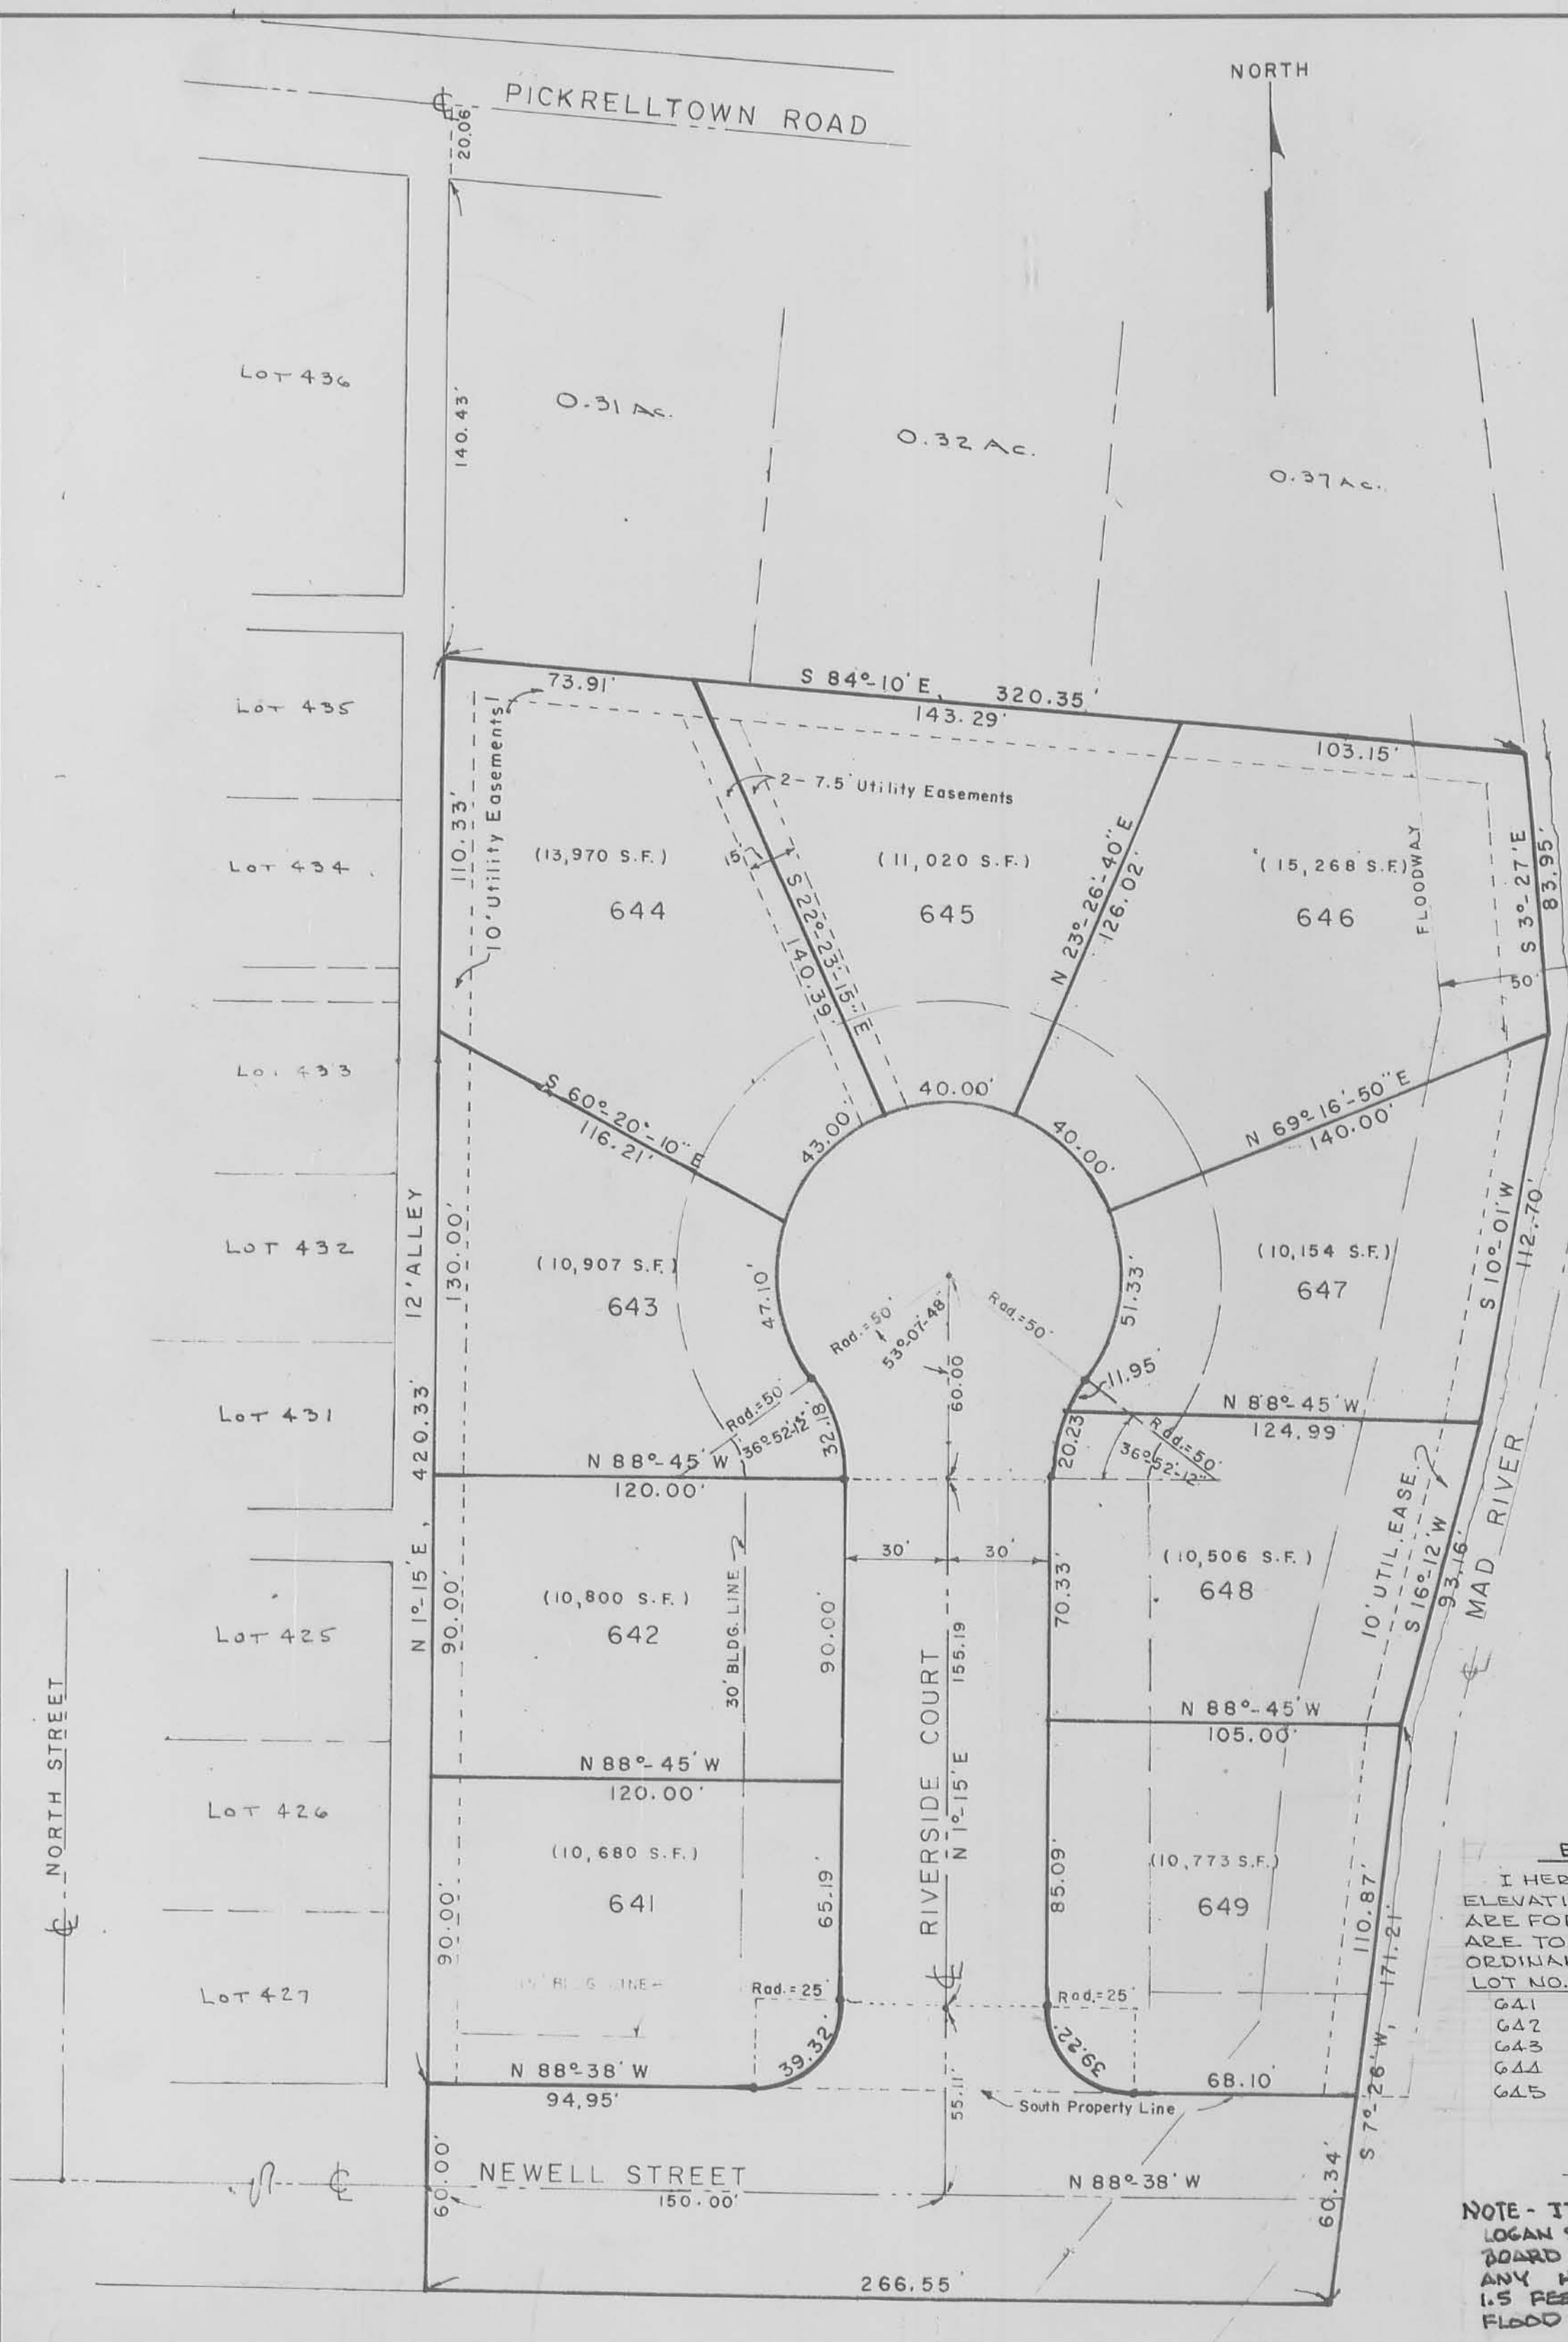 NORTH
PICKRELLTOWN ROAD
20.06'
LOT 436
140.43'
0.31 AC.
0.32 AC.
0.37 AC.
S 84°-10' E, 320.35'
73.91'
143.29'
103.15'
LOT 435
LOT 434
LOT 432
LOT 431
LOT 425
LOT 426
LOT 427
10' Utility Easements
110.33'
2 - 7.5' Utility Easements
15'
(13,970 S.F.)
644
(11,020 S.F.)
645
(15,268 S.F.)
646
FLOODWAY
S 3°-27' E
83.95'
50'
S 22°-23'-15" E
140.39'
N 23°-26'-40" E
126.02'
S 60°-20'-10" E
116.21'
N 69°-16'-50" E
140.00'
43.00'
40.00'
40.00'
47.10'
51.33'
12' ALLEY
130.00'
(10,907 S.F.)
643
(10,154 S.F.)
647
S 10°-01' W
112.70'
Rad.=50'
53°-07'-48"
Rad.=50'
60.00
11.95'
Rad.=50'
36°-52'-12"
32.18'
20.23'
Rad.=50'
36°-52'-12"
N 88°-45' W
120.00'
N 88°-45' W
124.99'
N 1°-15' E, 420.33'
90.00'
30'
30'
(10,800 S.F.)
642
30' BLDG. LINE
90.00'
70.33'
(10,506 S.F.)
648
10' UTIL. EASE.
S 16°-12' W
93.16'
MAD RIVER
RIVERSIDE COURT
N 1°-15' E
155.19
N 88°-45' W
120.00'
N 88°-45' W
105.00'
(10,680 S.F.)
641
90.00'
65.19'
85.09'
(10,773 S.F.)
649
110.87'
S 7°-26' W, 171.21'
Rad.=25'
39.32'
Rad.=25'
39.22'
N 88°-38' W
94.95'
68.10'
South Property Line
55.11'
NORTH STREET
NEWELL STREET
150.00'
N 88°-38' W
60.00'
60.34'
266.55'
I HER
ELEVATI
ARE FO
ARE TO
ORDINA
LOT NO.
641
642
643
644
645
NOTE -
LOGAN
BOARD
ANY
1.5 FEE
FLOOD